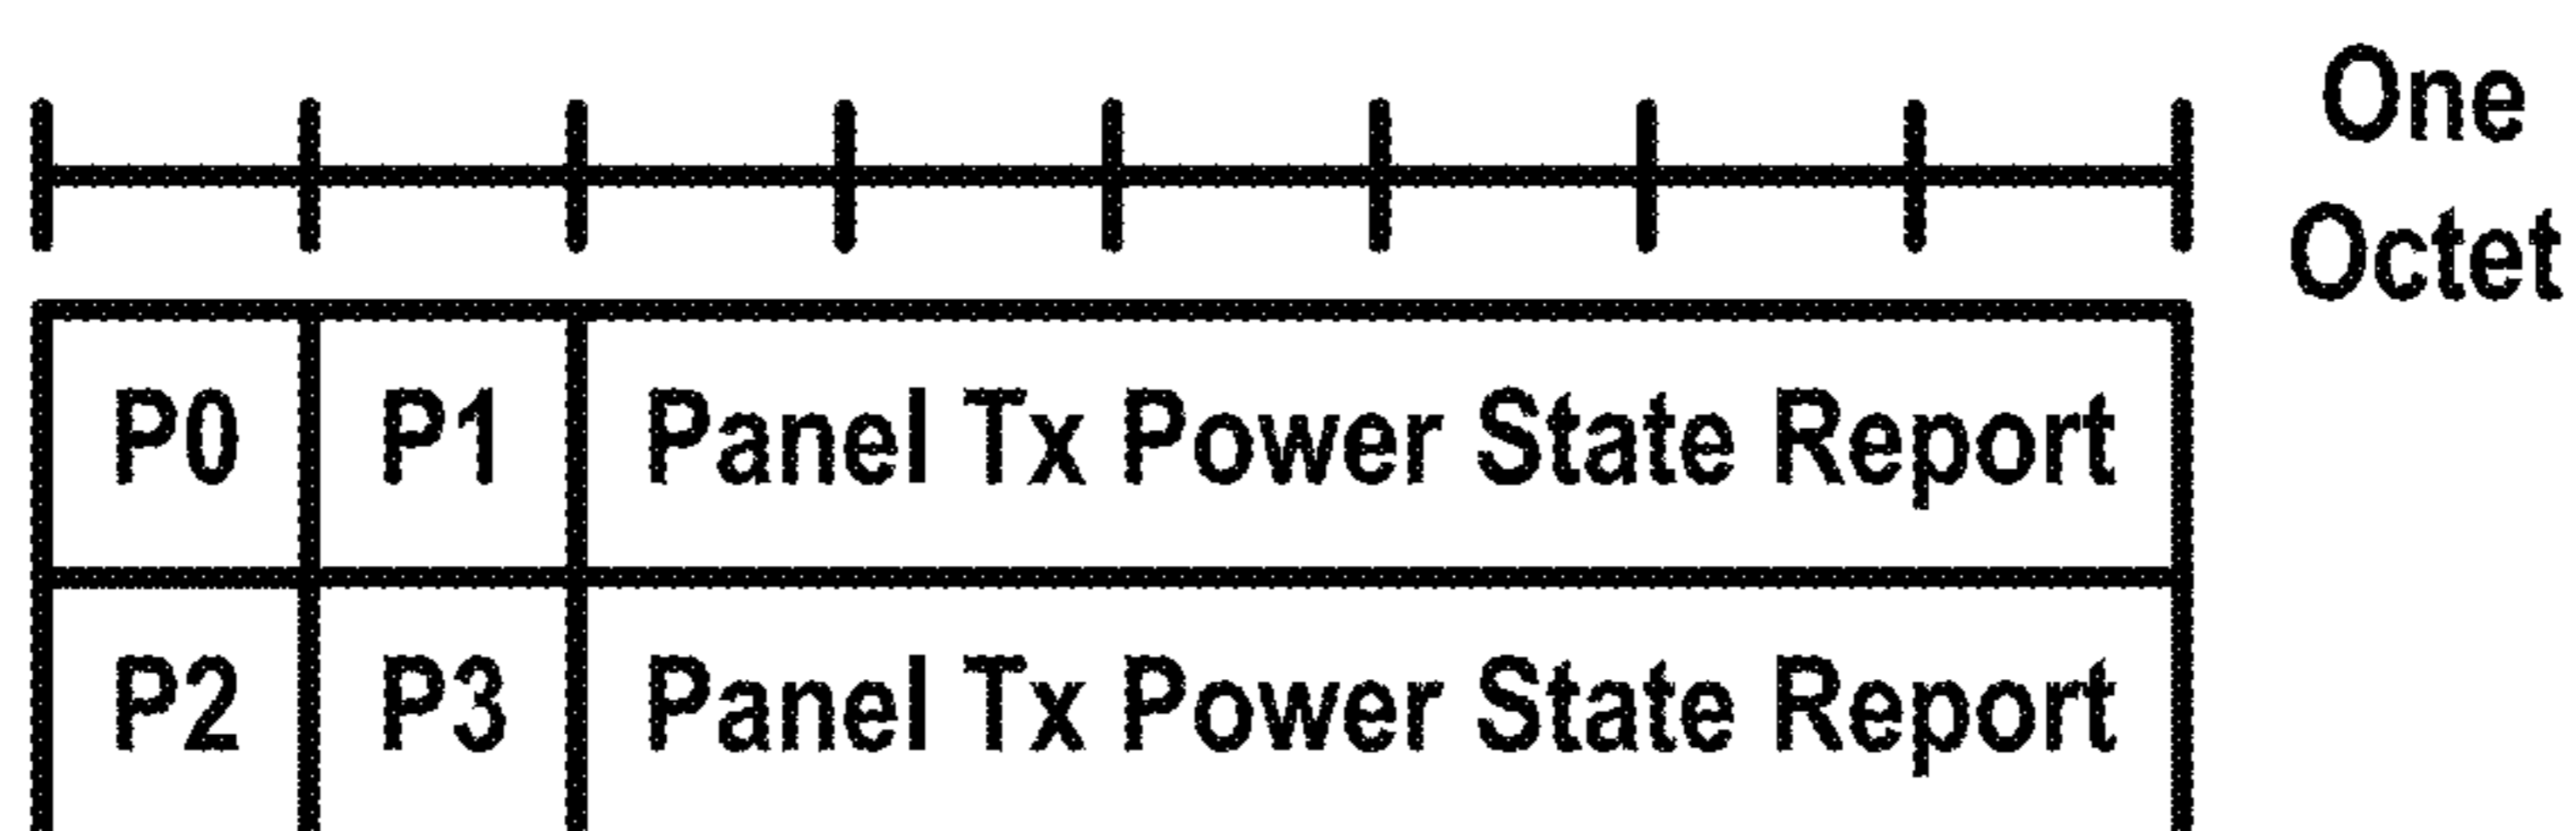 One
Octet
P0 P1 Panel Tx Power State Report
P2 P3 Panel Tx Power State Report